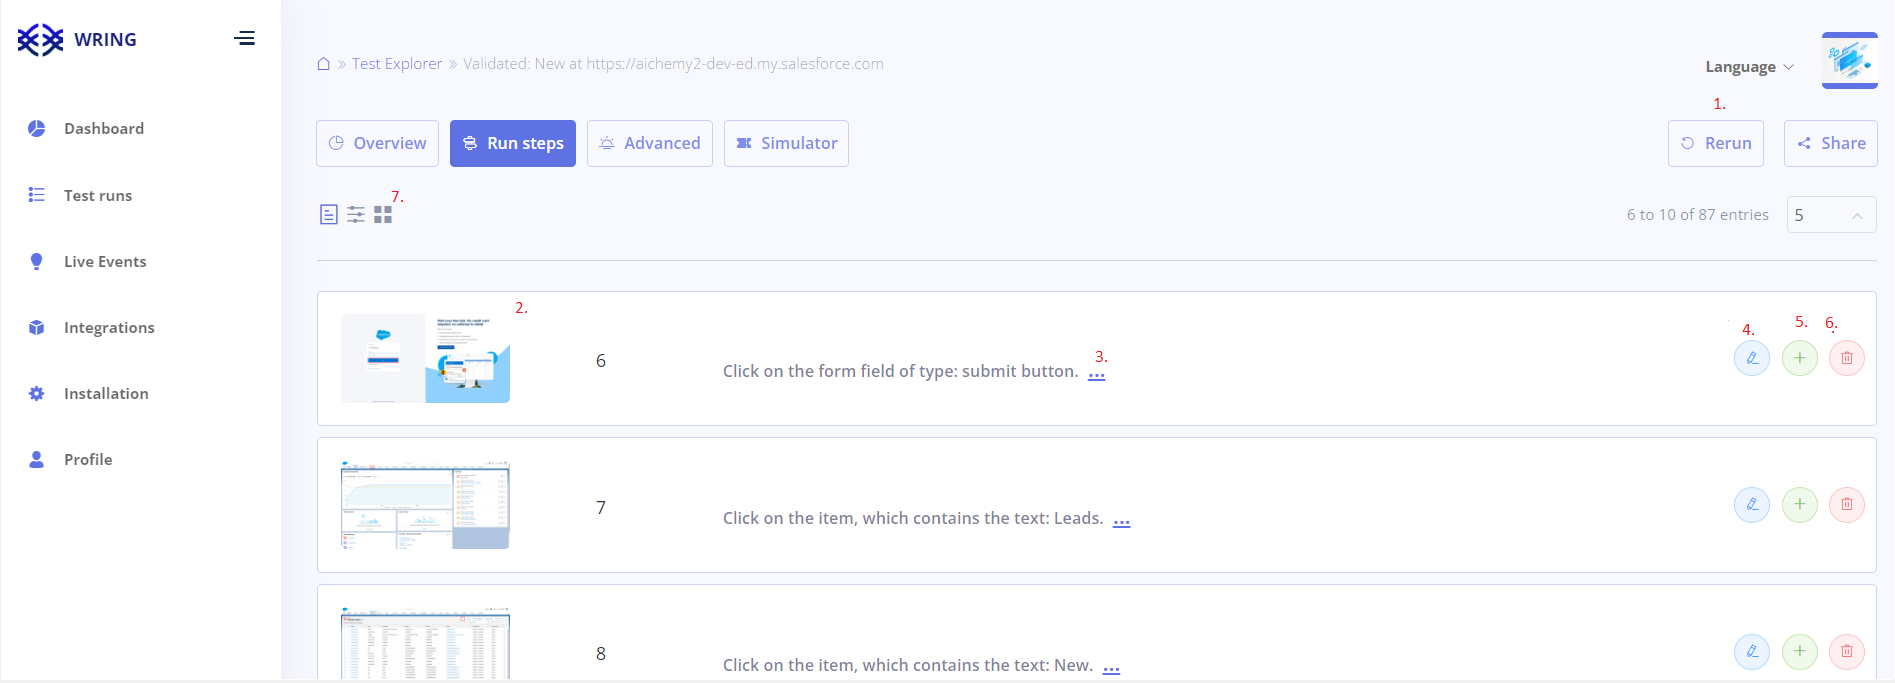 WRING
Dashboard
Test runs
Live Events
Integrations
Installation
Profile
Test Explorer
Validated: New at https://aichemy2-dev-ed.my.salesforce.com
Language
1.
Overview
Run steps
Advanced
Simulator
Rerun
Share
7.
6 to 10 of 87 entries
5
2.
6
Click on the form field of type: submit button. ...
3.
4.
5.
6.
7
Click on the item, which contains the text: Leads. ...
8
Click on the item, which contains the text: New. ...